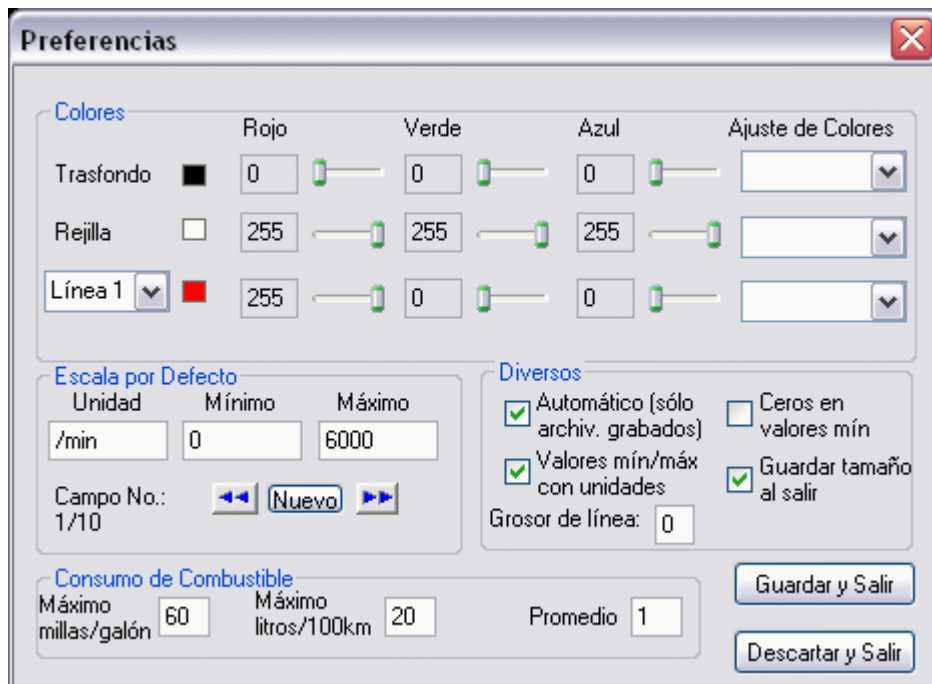 Preferencias
Colores
Rojo Verde Azul Ajuste de Colores
Trasfondo 0 0 0
Rejilla 255 255 255
Línea 1 255 0 0
Escala por Defecto
Unidad Mínimo Máximo
/min 0 6000
Campo No.:
1/10
Nuevo
Diversos
Automático (sólo
archiv. grabados)
Ceros en
valores mín
Valores mín/máx
con unidades
Guardar tamaño
al salir
Grosor de línea: 0
Consumo de Combustible
Máximo
millas/galón 60
Máximo
litros/100km 20
Promedio 1
Guardar y Salir
Descartar y Salir